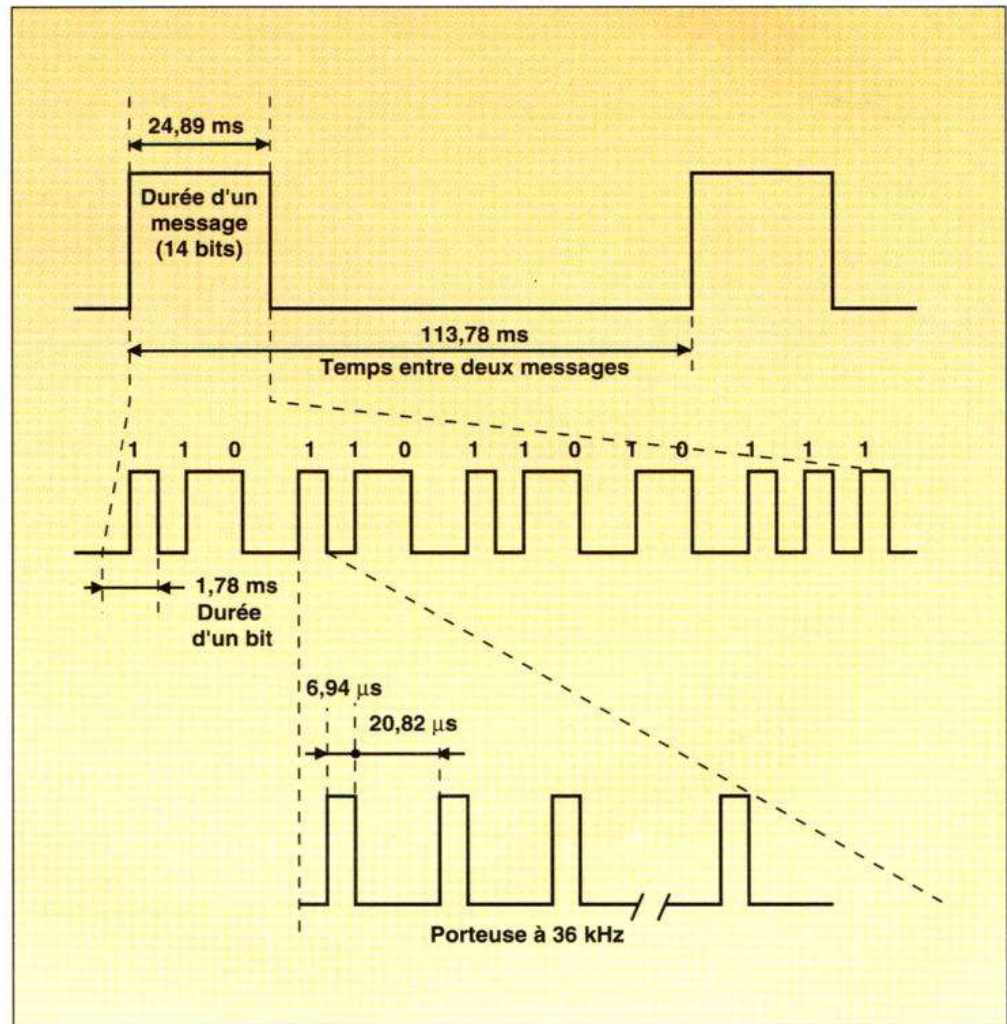 24,89 ms
Durée d'un
message
(14 bits)
113,78 ms
Temps entre deux messages
1 1 0 1 1 0 1 1 0 1 0 1 1 1
1,78 ms
Durée
d'un bit
6,94 µs
20,82 µs
Porteuse à 36 kHz